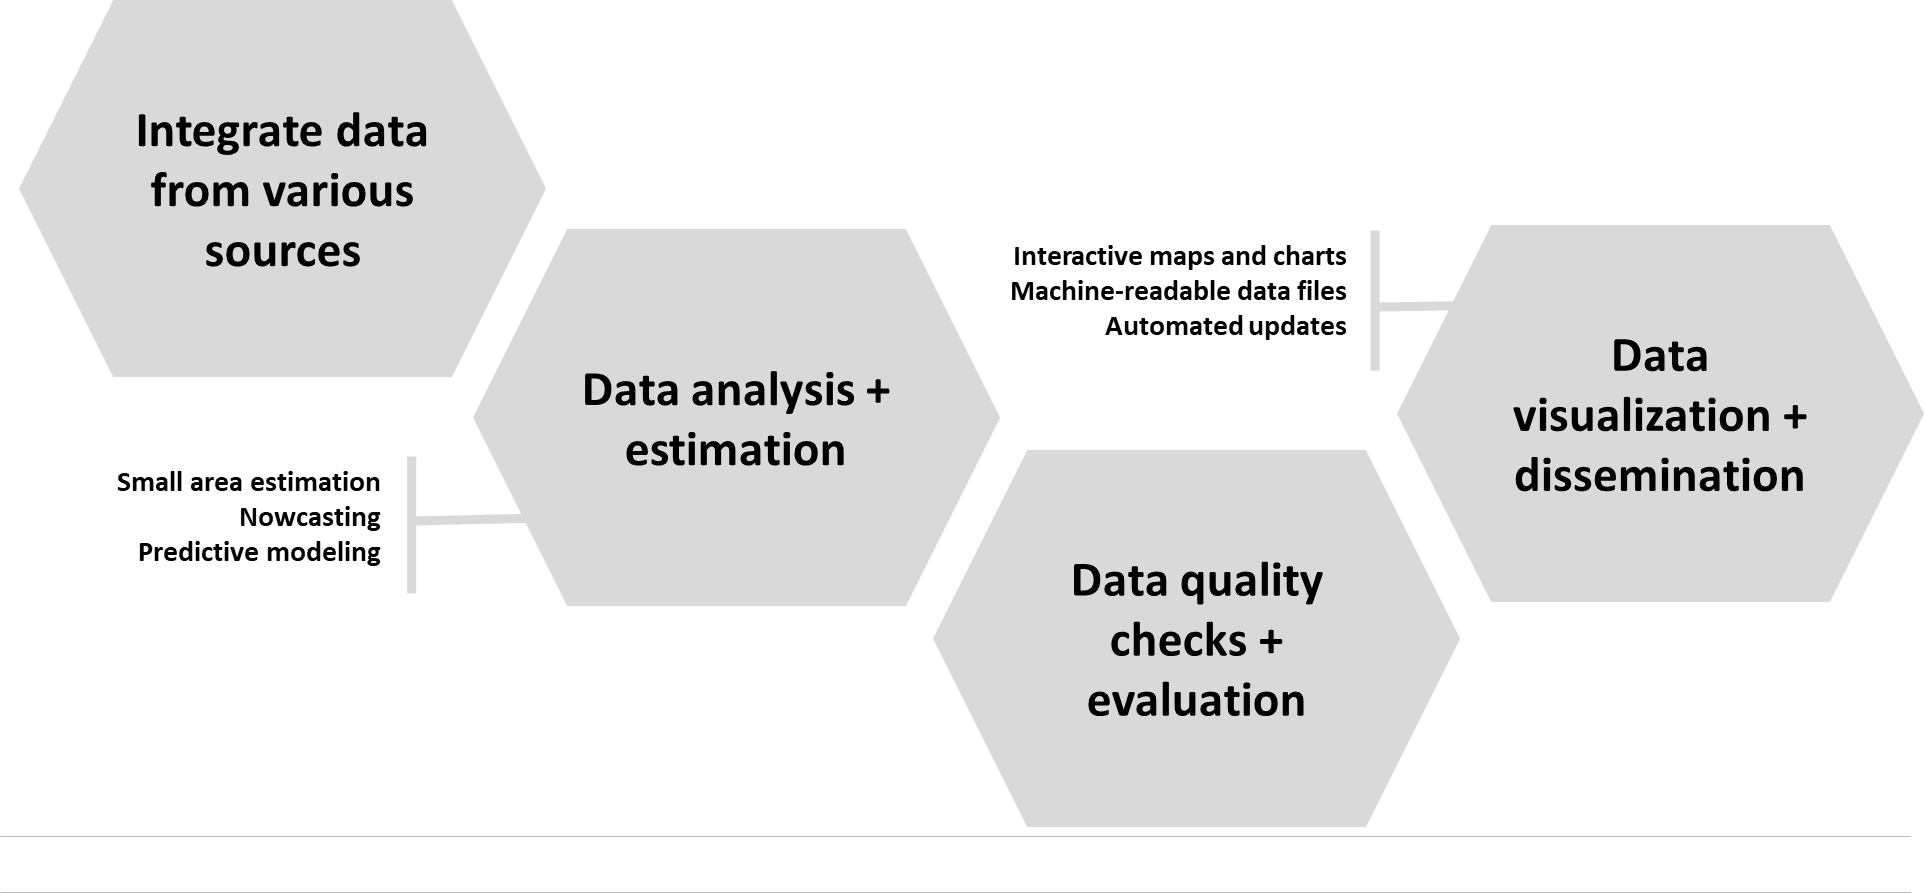 Integrate data
from various
sources
Data analysis +
estimation
Small area estimation
Nowcasting
Predictive modeling
Data quality
checks +
evaluation
Interactive maps and charts
Machine-readable data files
Automated updates
Data
visualization +
dissemination